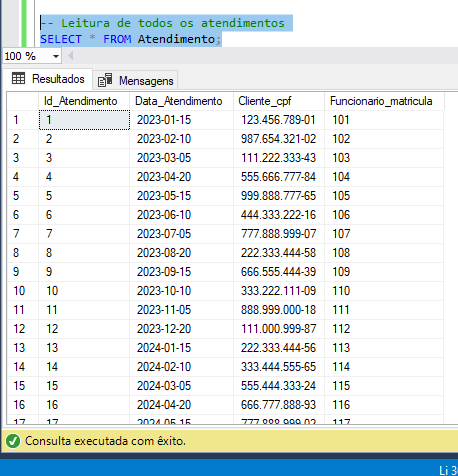 -- Leitura de todos os atendimentos
SELECT * FROM Atendimento;
100 %
Resultados Mensagens
Id_Atendimento Data_Atendimento Cliente_cpf Funcionario_matricula
1 1 2023-01-15 123.456.789-01 101
2 2 2023-02-10 987.654.321-02 102
3 3 2023-03-05 111.222.333-43 103
4 4 2023-04-20 555.666.777-84 104
5 5 2023-05-15 999.888.777-65 105
6 6 2023-06-10 444.333.222-16 106
7 7 2023-07-05 777.888.999-07 107
8 8 2023-08-20 222.333.444-58 108
9 9 2023-09-15 666.555.444-39 109
10 10 2023-10-10 333.222.111-09 110
11 11 2023-11-05 888.999.000-18 111
12 12 2023-12-20 111.000.999-87 112
13 13 2024-01-15 222.333.444-56 113
14 14 2024-02-10 333.444.555-65 114
15 15 2024-03-05 555.444.333-24 115
16 16 2024-04-20 666.777.888-93 116
17 17 2024-05-15 777.888.999-02 117
Consulta executada com êxito.
Li 3